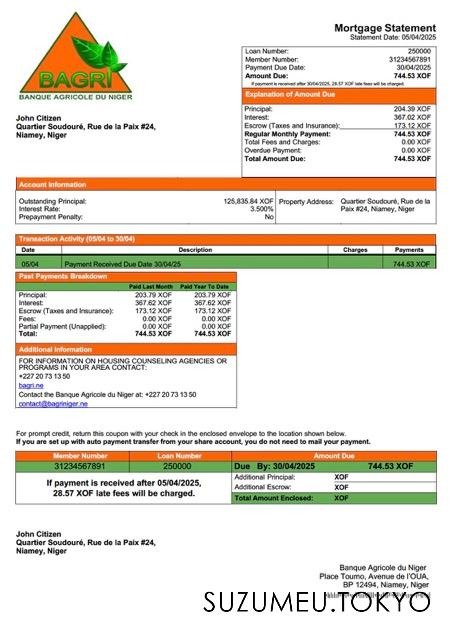 BAGRI
BANQUE AGRICOLE DU NIGER
Mortgage Statement
Statement Date: 05/04/2025
Loan Number: 250000
Member Number: 31234567891
Payment Due Date: 30/04/2025
Amount Due: 744.53 XOF
If payment is received after 30/04/2025, 28.57 XOF late fees will be charged.
John Citizen
Quartier Soudouré, Rue de la Paix #24,
Niamey, Niger
Explanation of Amount Due
Principal: 204.39 XOF
Interest: 367.02 XOF
Escrow (Taxes and Insurance): 173.12 XOF
Regular Monthly Payment: 744.53 XOF
Total Fees and Charges: 0.00 XOF
Overdue Payment: 0.00 XOF
Total Amount Due: 744.53 XOF
Account Information
Outstanding Principal: 125,835.84 XOF
Interest Rate: 3.500%
Prepayment Penalty: No
Property Address: Quartier Soudouré, Rue de la
Paix #24, Niamey, Niger
Transaction Activity (05/04 to 30/04)
Date Description Charges Payments
05/04 Payment Received Due Date 30/04/25 744.53 XOF
Past Payments Breakdown
Paid Last Month Paid Year To Date
Principal: 203.79 XOF 203.79 XOF
Interest: 367.62 XOF 367.62 XOF
Escrow (Taxes and Insurance): 173.12 XOF 173.12 XOF
Fees: 0.00 XOF 0.00 XOF
Partial Payment (Unapplied): 0.00 XOF 0.00 XOF
Total: 744.53 XOF 744.53 XOF
Additional Information
FOR INFORMATION ON HOUSING COUNSELING AGENCIES OR
PROGRAMS IN YOUR AREA CONTACT:
+227 20 73 13 50
bagri.ne
Contact the Banque Agricole du Niger at: +227 20 73 13 50
contact@bagriniger.ne
For prompt credit, return this coupon with your check in the enclosed envelope to the location shown below.
If you are set up with auto payment transfer from your share account, you do not need to mail your payment.
Member Number Loan Number Amount Due
31234567891 250000 Due By: 30/04/2025 744.53 XOF
If payment is received after 05/04/2025,
28.57 XOF late fees will be charged.
Additional Principal: XOF
Additional Escrow: XOF
Total Amount Enclosed: XOF
John Citizen
Quartier Soudouré, Rue de la Paix #24,
Niamey, Niger
Banque Agricole du Niger
Place Toumo, Avenue de l'OUA,
BP 12494, Niamey, Niger
SUZUMEU.TOKYO